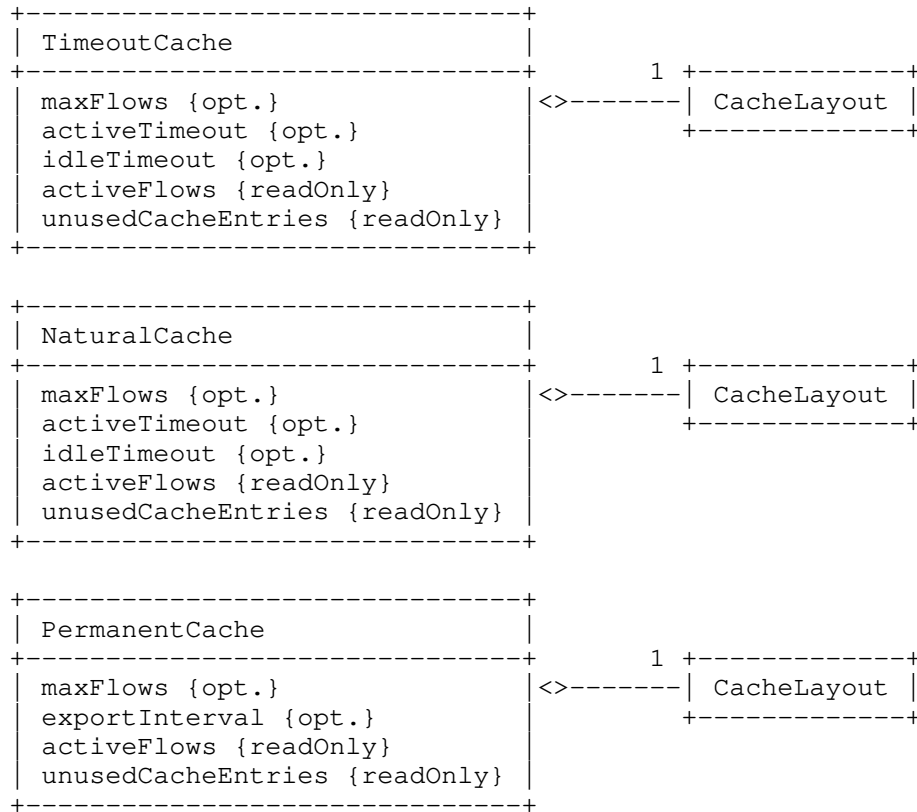 +-------------------------------+
| TimeoutCache                  |
+-------------------------------+       1 +-------------+
| maxFlows {opt.}               |<>-------| CacheLayout |
| activeTimeout {opt.}          |         +-------------+
| idleTimeout {opt.}            |
| activeFlows {readOnly}        |
| unusedCacheEntries {readOnly} |
+-------------------------------+

+-------------------------------+
| NaturalCache                  |
+-------------------------------+       1 +-------------+
| maxFlows {opt.}               |<>-------| CacheLayout |
| activeTimeout {opt.}          |         +-------------+
| idleTimeout {opt.}            |
| activeFlows {readOnly}        |
| unusedCacheEntries {readOnly} |
+-------------------------------+

+-------------------------------+
| PermanentCache                |
+-------------------------------+       1 +-------------+
| maxFlows {opt.}               |<>-------| CacheLayout |
| exportInterval {opt.}         |         +-------------+
| activeFlows {readOnly}        |
| unusedCacheEntries {readOnly} |
+-------------------------------+